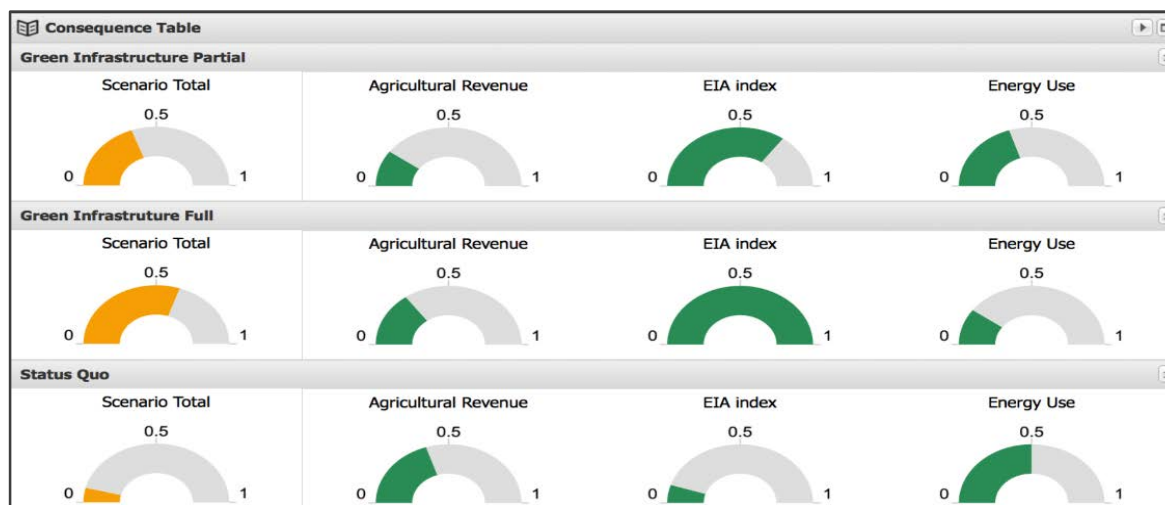 Consequence Table
Green Infrastructure Partial
Scenario Total Agricultural Revenue EIA index Energy Use
0.5 0.5 0.5 0.5
0 1 0 1 0 1 0 1
Green Infrastruture Full
Scenario Total Agricultural Revenue EIA index Energy Use
0.5 0.5 0.5 0.5
0 1 0 1 0 1 0 1
Status Quo
Scenario Total Agricultural Revenue EIA index Energy Use
0.5 0.5 0.5 0.5
0 1 0 1 0 1 0 1